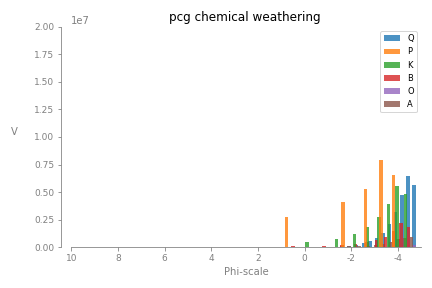 pcg chemical weathering
1e7
2.00
1.75
1.50
1.25
1.00
0.75
0.50
0.25
0.00
V
10 8 6 4 2 0 -2 -4
Phi-scale
Q
P
K
B
O
A